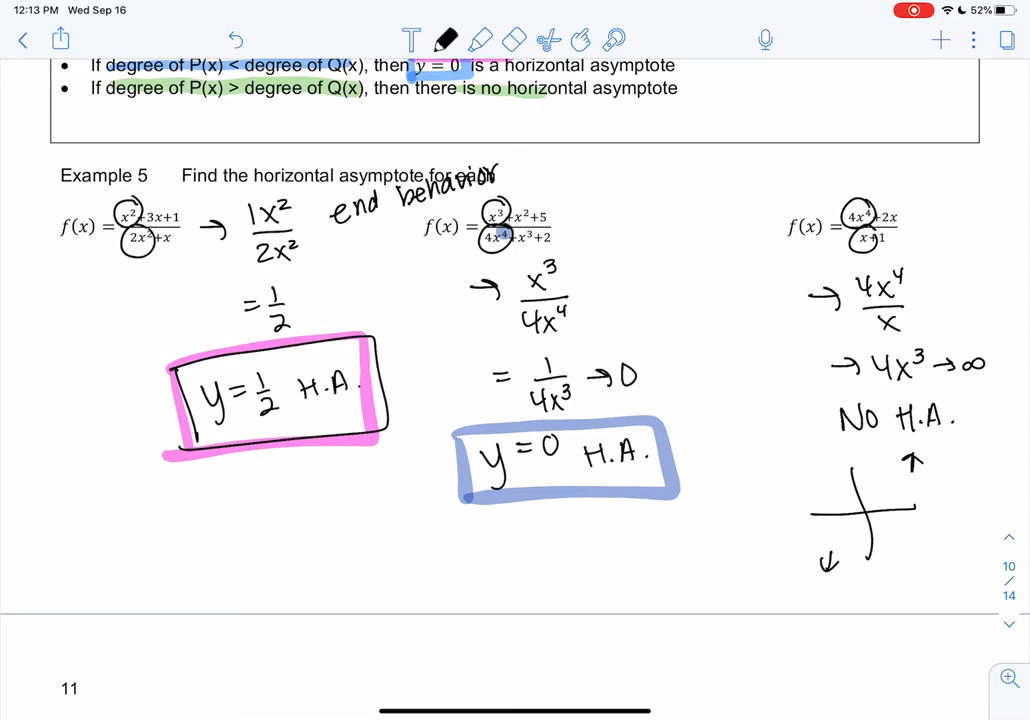 12:13 PM Wed Sep 16
52%
• If degree of P(x) < degree of Q(x), then y = 0 is a horizontal asymptote
• If degree of P(x) > degree of Q(x), then there is no horizontal asymptote
Example 5 Find the horizontal asymptote for each
end behavior
f(x) = x²+3x+1 / 2x²+x → 1x² / 2x²
= 1/2
y = 1/2 H.A.
f(x) = x³+x²+5 / 4x⁴+x³+2
→ x³ / 4x⁴
= 1 / 4x³ → 0
y = 0 H.A.
f(x) = 4x⁴+2x / x+1
→ 4x⁴ / x
→ 4x³ → ∞
No H.A.
10 / 14
11